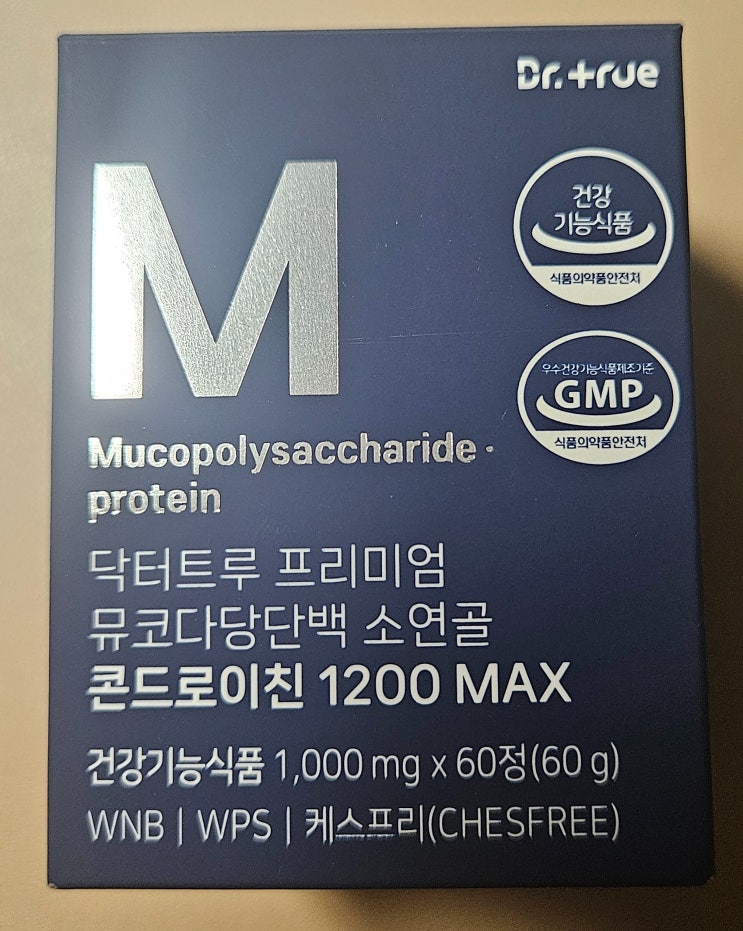 Dr.true
M
건강
기능식품
식품의약품안전처
우수건강기능식품제조기준
GMP
식품의약품안전처
Mucopolysaccharide ·
protein
닥터트루 프리미엄
뮤코다당단백 소연골
콘드로이친 1200 MAX
건강기능식품 1,000 mg x 60정(60 g)
WNB | WPS | 케스프리(CHESFREE)